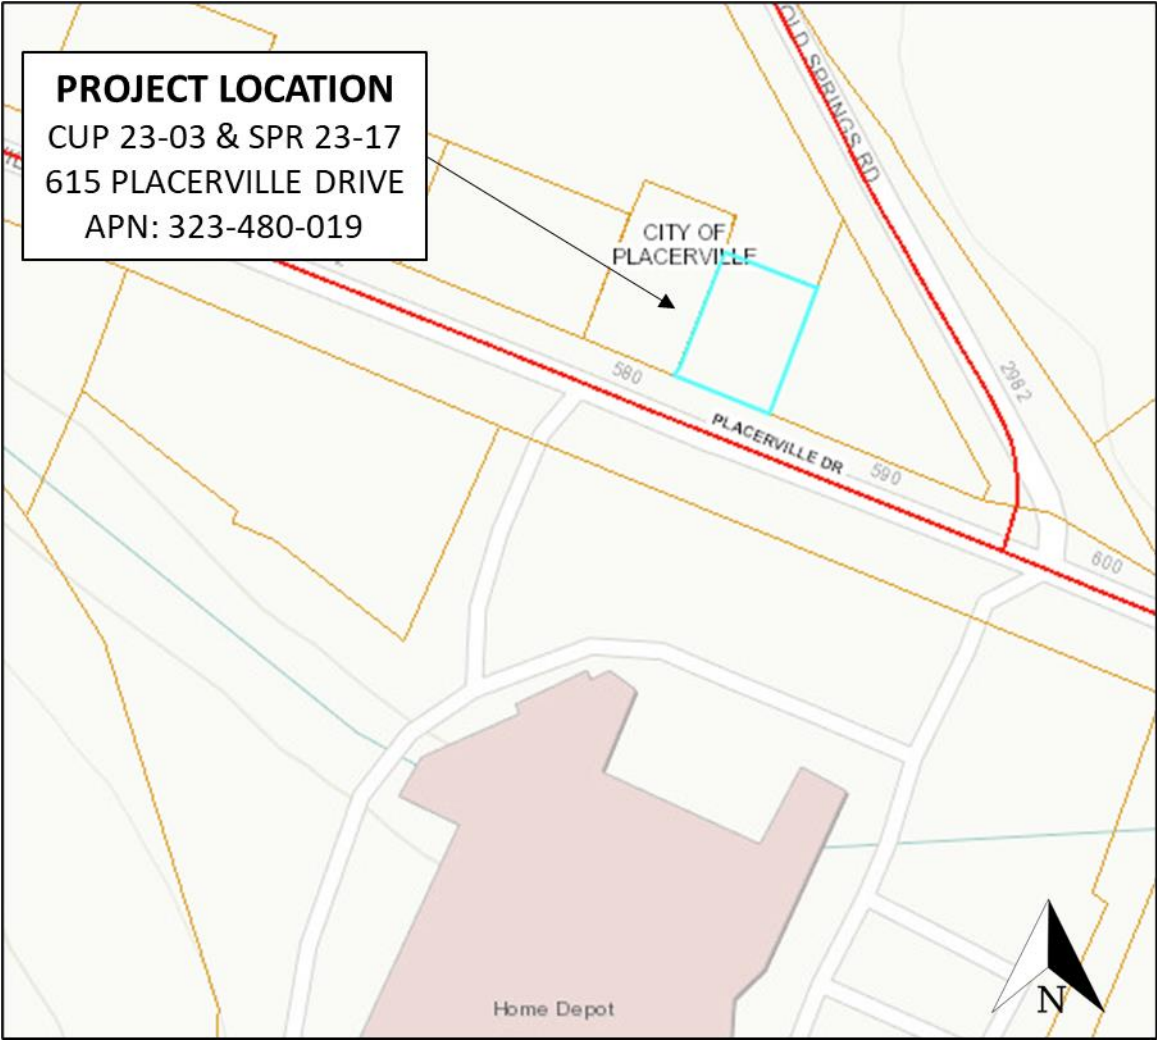 PROJECT LOCATION
CUP 23-03 & SPR 23-17
615 PLACERVILLE DRIVE
APN: 323-480-019
OLD SPRINGS RD
CITY OF
PLACERVILLE
580
2982
PLACERVILLE DR
590
600
Home Depot
N